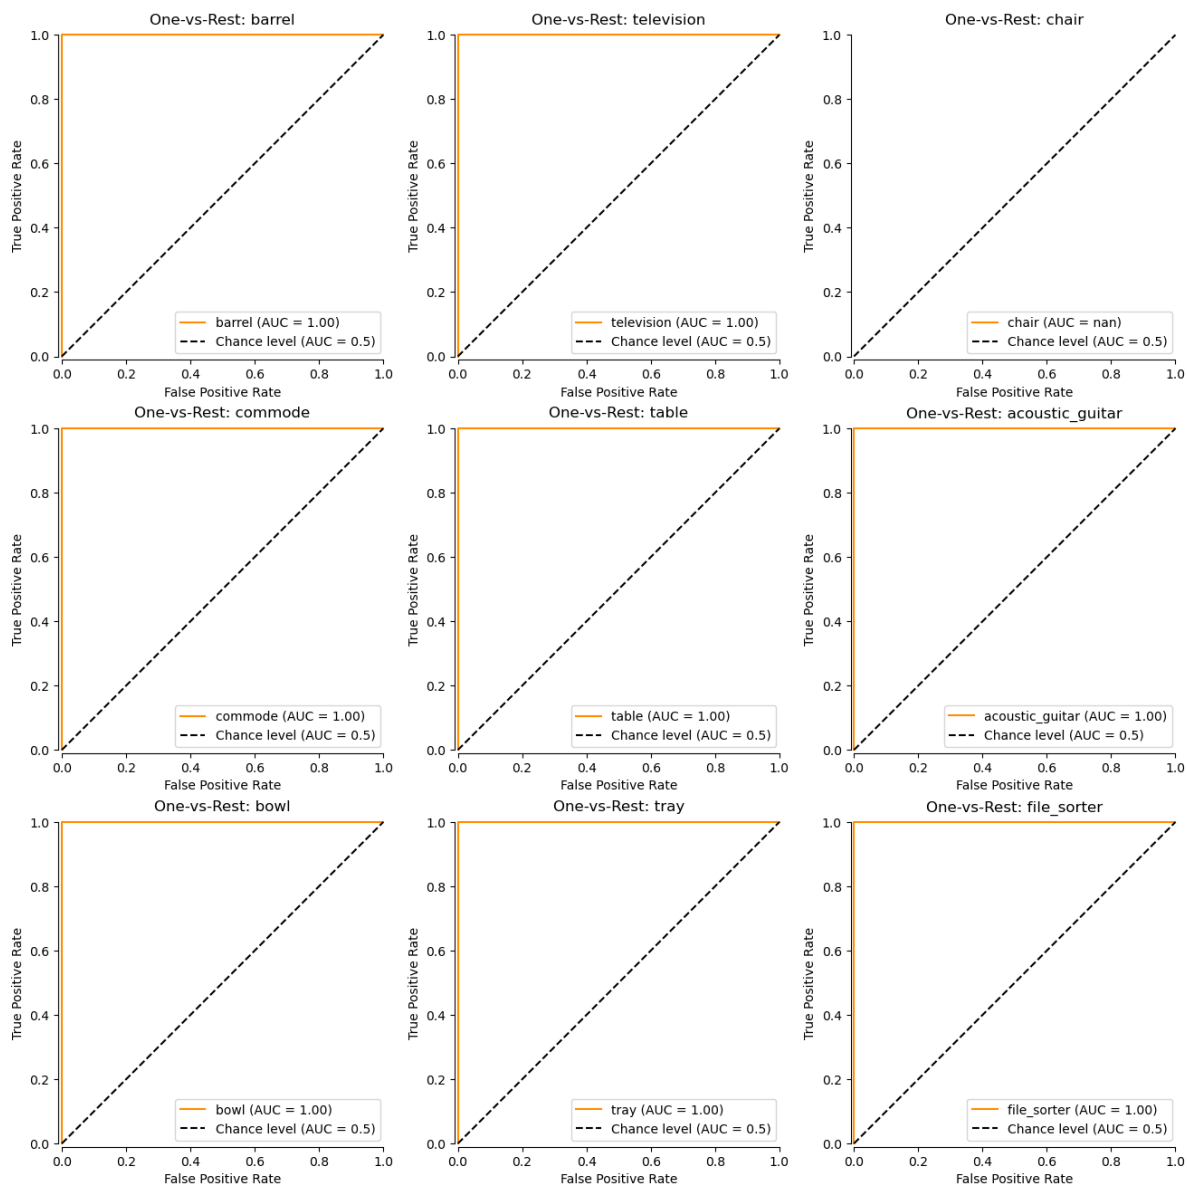 One-vs-Rest: barrel
True Positive Rate
1.0
0.8
0.6
0.4
0.2
0.0
barrel (AUC = 1.00)
Chance level (AUC = 0.5)
0.0 0.2 0.4 0.6 0.8 1.0
False Positive Rate
One-vs-Rest: television
True Positive Rate
1.0
0.8
0.6
0.4
0.2
0.0
television (AUC = 1.00)
Chance level (AUC = 0.5)
0.0 0.2 0.4 0.6 0.8 1.0
False Positive Rate
One-vs-Rest: chair
True Positive Rate
1.0
0.8
0.6
0.4
0.2
0.0
chair (AUC = nan)
Chance level (AUC = 0.5)
0.0 0.2 0.4 0.6 0.8 1.0
False Positive Rate
One-vs-Rest: commode
True Positive Rate
1.0
0.8
0.6
0.4
0.2
0.0
commode (AUC = 1.00)
Chance level (AUC = 0.5)
0.0 0.2 0.4 0.6 0.8 1.0
False Positive Rate
One-vs-Rest: table
True Positive Rate
1.0
0.8
0.6
0.4
0.2
0.0
table (AUC = 1.00)
Chance level (AUC = 0.5)
0.0 0.2 0.4 0.6 0.8 1.0
False Positive Rate
One-vs-Rest: acoustic_guitar
True Positive Rate
1.0
0.8
0.6
0.4
0.2
0.0
acoustic_guitar (AUC = 1.00)
Chance level (AUC = 0.5)
0.0 0.2 0.4 0.6 0.8 1.0
False Positive Rate
One-vs-Rest: bowl
True Positive Rate
1.0
0.8
0.6
0.4
0.2
0.0
bowl (AUC = 1.00)
Chance level (AUC = 0.5)
0.0 0.2 0.4 0.6 0.8 1.0
False Positive Rate
One-vs-Rest: tray
True Positive Rate
1.0
0.8
0.6
0.4
0.2
0.0
tray (AUC = 1.00)
Chance level (AUC = 0.5)
0.0 0.2 0.4 0.6 0.8 1.0
False Positive Rate
One-vs-Rest: file_sorter
True Positive Rate
1.0
0.8
0.6
0.4
0.2
0.0
file_sorter (AUC = 1.00)
Chance level (AUC = 0.5)
0.0 0.2 0.4 0.6 0.8 1.0
False Positive Rate